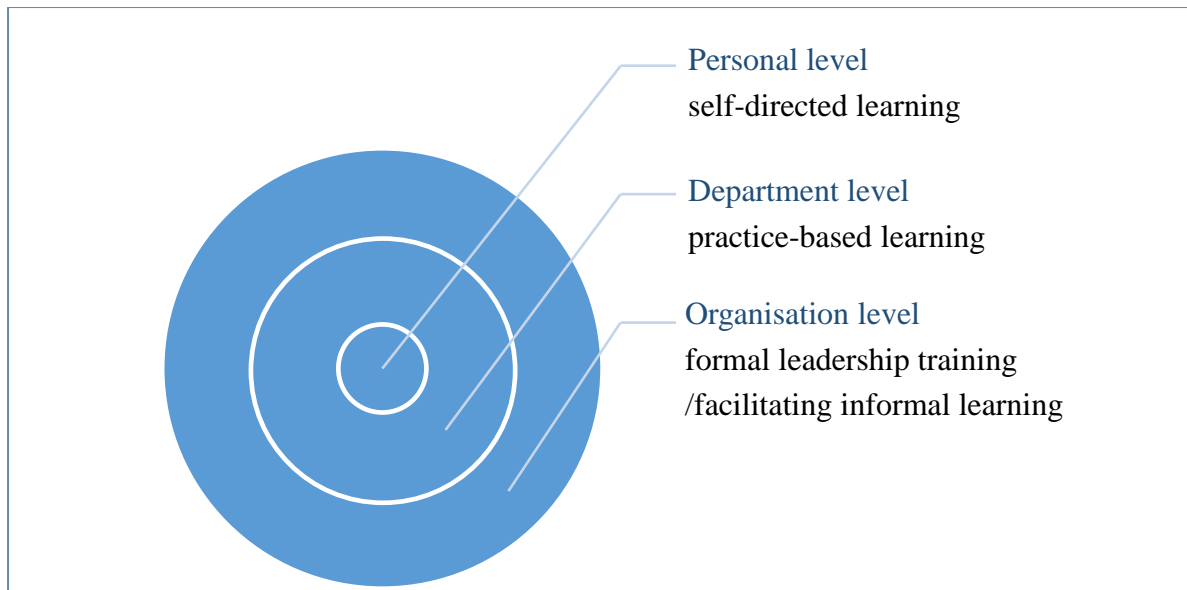 Personal level
self-directed learning
Department level
practice-based learning
Organisation level
formal leadership training
/facilitating informal learning